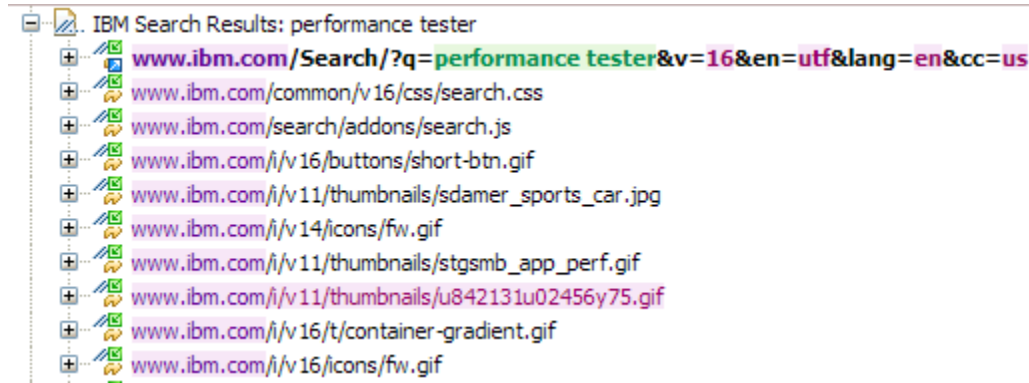 IBM Search Results: performance tester
www.ibm.com/Search/?q=performance tester&v=16&en=utf&lang=en&cc=us
www.ibm.com/common/v16/css/search.css
www.ibm.com/search/addons/search.js
www.ibm.com/i/v16/buttons/short-btn.gif
www.ibm.com/i/v11/thumbnails/sdamer_sports_car.jpg
www.ibm.com/i/v14/icons/fw.gif
www.ibm.com/i/v11/thumbnails/stgsmb_app_perf.gif
www.ibm.com/i/v11/thumbnails/u842131u02456y75.gif
www.ibm.com/i/v16/t/container-gradient.gif
www.ibm.com/i/v16/icons/fw.gif